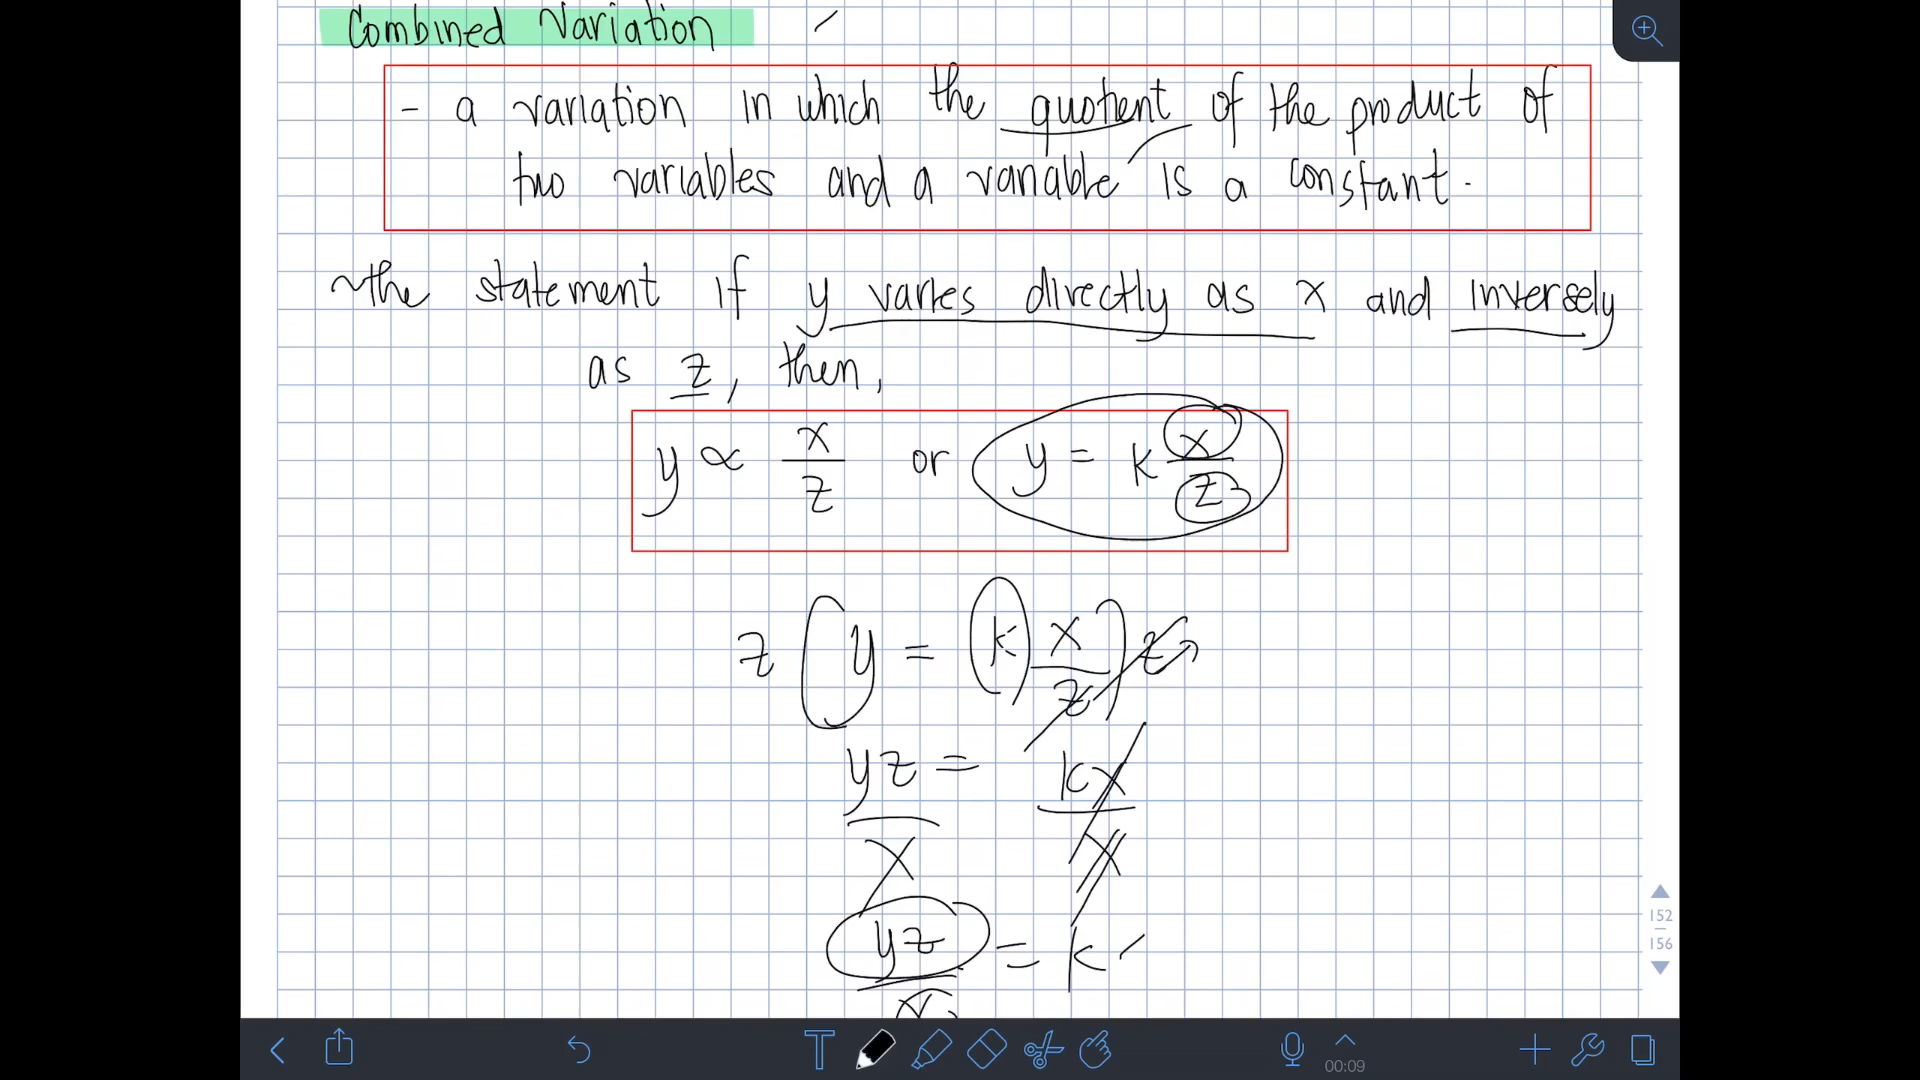 Combined Variation
- a variation in which the quotient of the product of
two variables and a variable is a constant.
~the statement if y varies directly as x and inversely
as z, then,
y ∝ x/z or y = k x/z
z (y = k x/z) z
yz/x = kx/x
yz/x = k
152
156
T
00:09